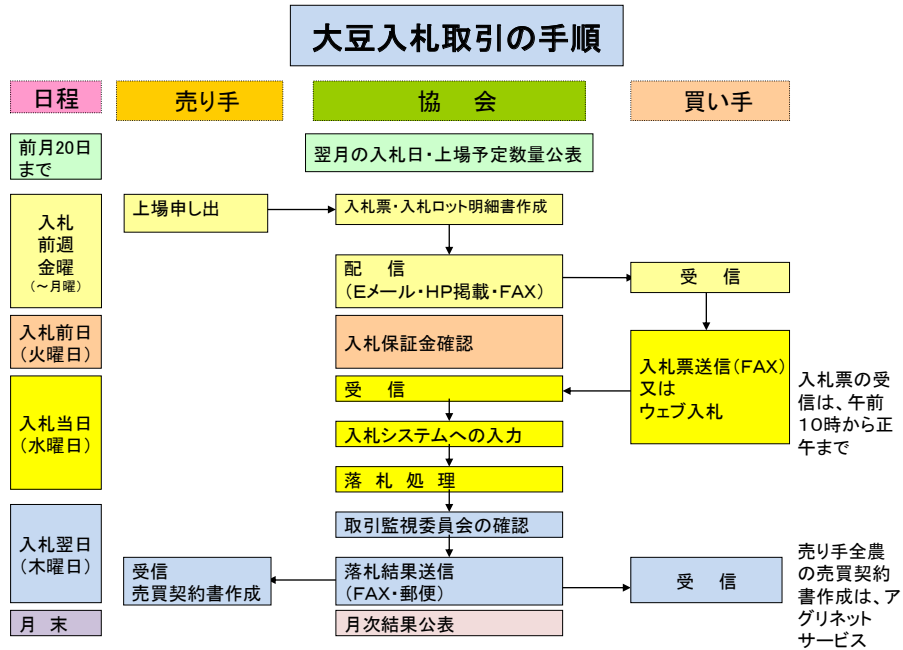 大豆入札取引の手順
日程
売り手
協　会
買い手
前月20日
まで
翌月の入札日・上場予定数量公表
入札
前週
金曜
(～月曜)
上場申し出
入札票・入札ロット明細書作成
配　信
(Eメール・HP掲載・FAX)
受　信
入札前日
(火曜日)
入札保証金確認
入札票送信(FAX)
又は
ウェブ入札
入札票の受
信は、午前
10時から正
午まで
入札当日
(水曜日)
受　信
入札システムへの入力
落 札 処 理
入札翌日
(木曜日)
取引監視委員会の確認
受信
売買契約書作成
落札結果送信
(FAX・郵便)
受　信
売り手全農
の売買契約
書作成は、ア
グリネット
サービス
月 末
月次結果公表